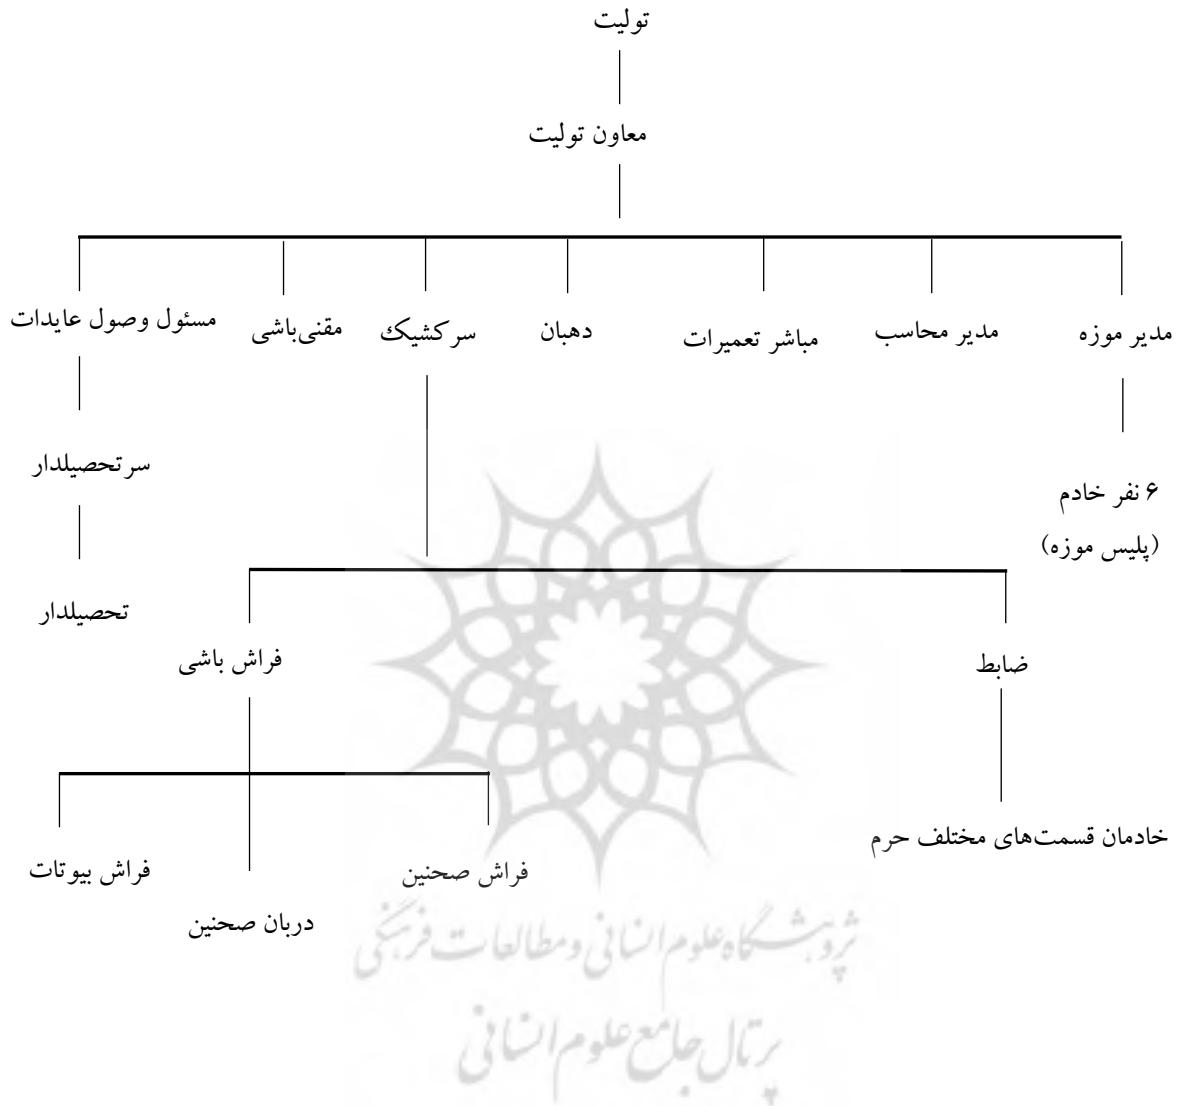 تولیت
معاون تولیت
مدیر موزه
مدیر محاسب
مباشر تعمیرات
دهبان
سرکشیک
مقنی‌باشی
مسئول وصول عایدات
سرتحصیلدار
۶ نفر خادم
(پلیس موزه)
تحصیلدار
ضابط
فراش باشی
خادمان قسمت‌های مختلف حرم
فراش صحنین
فراش بیوتات
دربان صحنین
پژوهشگاه علوم انسانی و مطالعات فرهنگی
پرتال جامع علوم انسانی